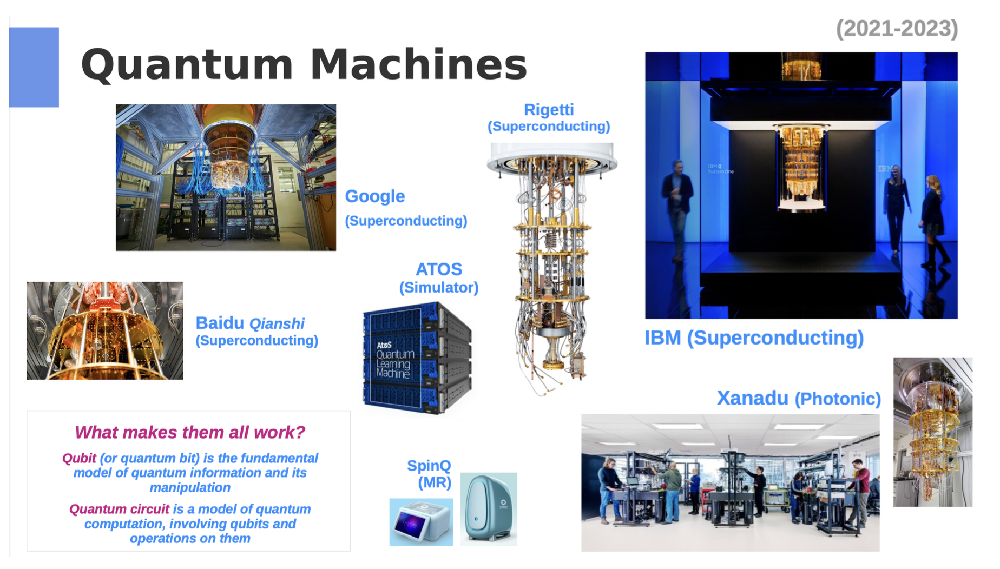 (2021-2023)
Quantum Machines
Rigetti
(Superconducting)
Google
(Superconducting)
IBM Q
System One
IBM
ATOS
(Simulator)
Baidu Qianshi
(Superconducting)
Atos
Quantum
Learning
Machine
IBM (Superconducting)
Xanadu (Photonic)
What makes them all work?
Qubit (or quantum bit) is the fundamental
model of quantum information and its
manipulation
Quantum circuit is a model of quantum
computation, involving qubits and
operations on them
SpinQ
(MR)
SPINQ